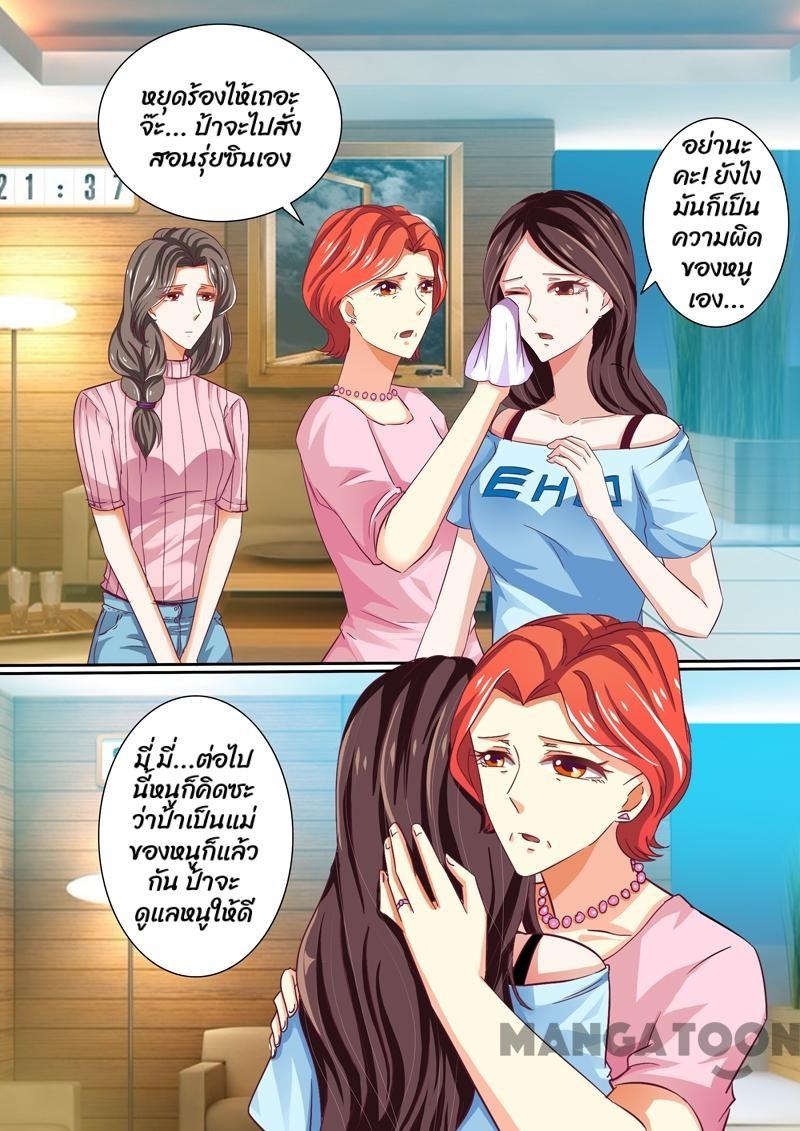 หยุดร้องไห้เถอะ
จ๊ะ... ป้าจะไปสั่ง
สอนรุ่ยซินเอง
อย่านะ
คะ! ยังไง
มันก็เป็น
ความผิด
ของหนู
เอง...
21:37
EHD
มี่ มี่...ต่อไป
นี้หนูก็คิดซะ
ว่าป้าเป็นแม่
ของหนูก็แล้ว
กัน ป้าจะ
ดูแลหนูให้ดี
MANGATOON